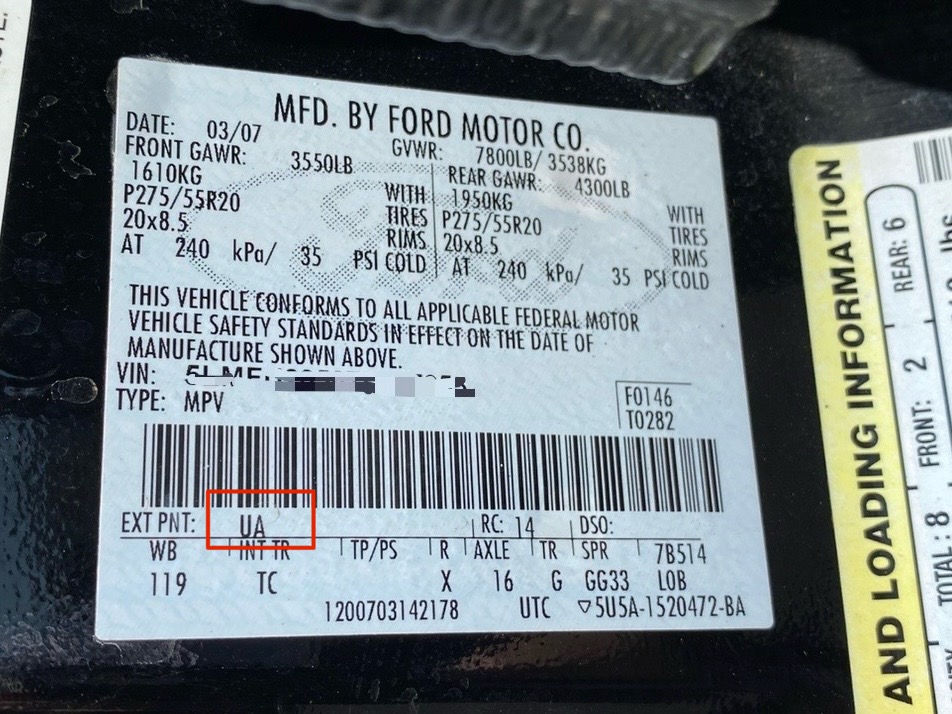 MFD. BY FORD MOTOR CO.
DATE: 03/07 GVWR: 7800LB/ 3538KG
FRONT GAWR: 3550LB REAR GAWR: 4300LB
1610KG WITH 1950KG WITH
P275/55R20 TIRES P275/55R20 TIRES
20x8.5 RIMS 20x8.5 RIMS
AT 240 kPa/ 35 PSI COLD AT 240 kPa/ 35 PSI COLD
THIS VEHICLE CONFORMS TO ALL APPLICABLE FEDERAL MOTOR
VEHICLE SAFETY STANDARDS IN EFFECT ON THE DATE OF
MANUFACTURE SHOWN ABOVE.
VIN:
TYPE: MPV
F0146
T0282
EXT PNT: UA RC: 14 DSO:
WB INT TR TP/PS R AXLE TR SPR 7B514
119 TC X 16 G GG33 LOB
1200703142178 UTC ▽5U5A-1520472-BA
AND LOADING INFORMATION
TOTAL: 8 FRONT: 2 REAR: 6